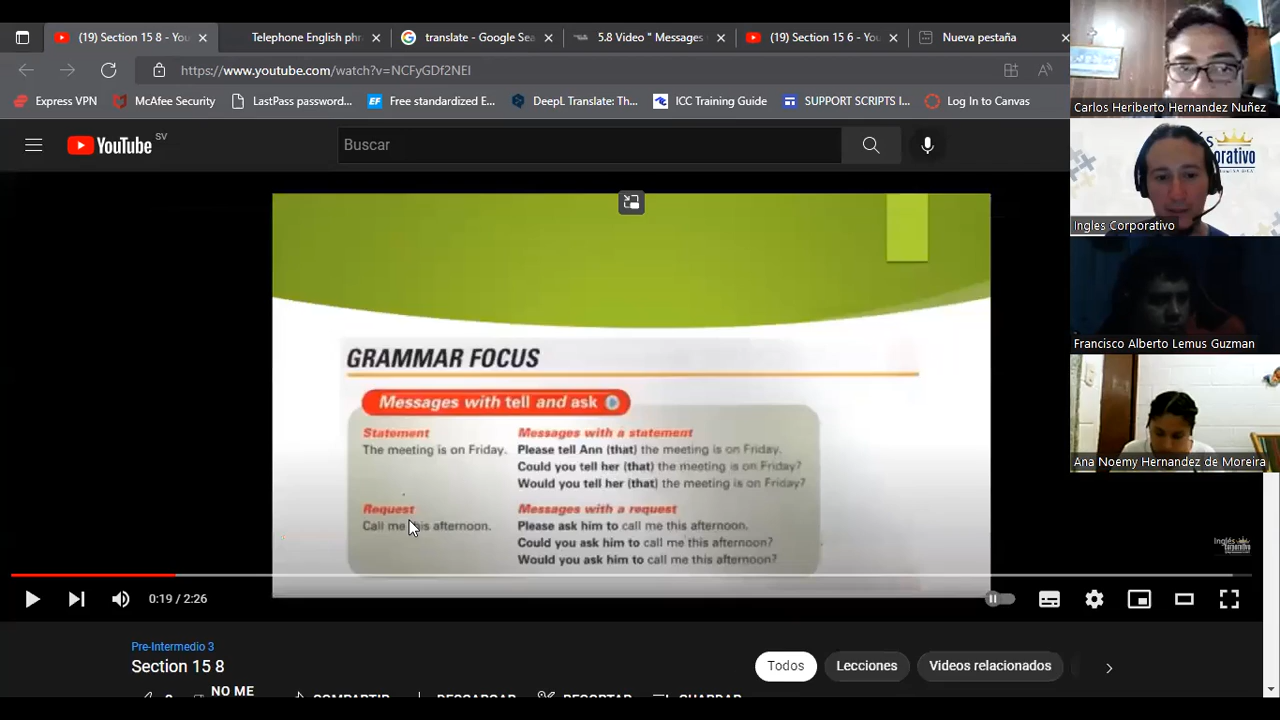 (19) Section 15 8 - You
Telephone English phr
translate - Google Sea
5.8 Video " Messages
(19) Section 15 6 - You
Nueva pestaña
https://www.youtube.com/watch?v=NCFyGDf2NEI
Express VPN
McAfee Security
LastPass password...
Free standardized E...
DeepL Translate: Th...
ICC Training Guide
SUPPORT SCRIPTS I...
Log In to Canvas
YouTube SV
Buscar
GRAMMAR FOCUS
Messages with tell and ask
Statement
The meeting is on Friday.
Messages with a statement
Please tell Ann (that) the meeting is on Friday.
Could you tell her (that) the meeting is on Friday?
Would you tell her (that) the meeting is on Friday?
Request
Call me this afternoon.
Messages with a request
Please ask him to call me this afternoon.
Could you ask him to call me this afternoon?
Would you ask him to call me this afternoon?
Inglés
Corporativo
0:19 / 2:26
Pre-Intermedio 3
Section 15 8
Todos
Lecciones
Videos relacionados
NO ME
COMPARTIR
DESCARGAR
RECORTAR
GUARDAR
Carlos Heriberto Hernandez Nuñez
Ingles Corporativo
Francisco Alberto Lemus Guzman
Ana Noemy Hernandez de Moreira